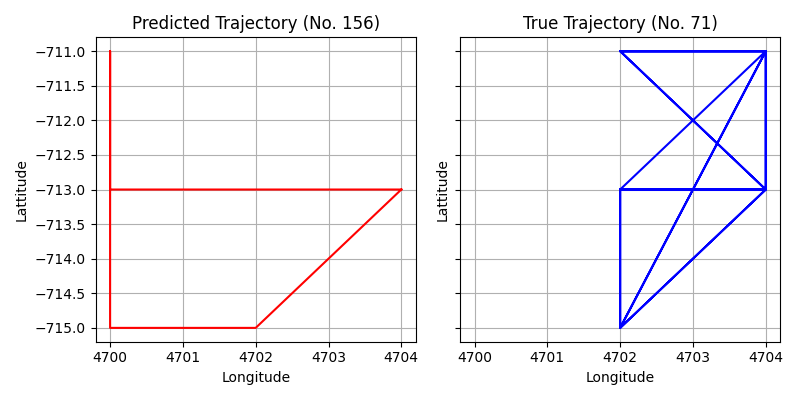 Predicted Trajectory (No. 156)
True Trajectory (No. 71)
Lattitude
−711.0
−711.5
−712.0
−712.5
−713.0
−713.5
−714.0
−714.5
−715.0
4700 4701 4702 4703 4704
Longitude
Lattitude
4700 4701 4702 4703 4704
Longitude